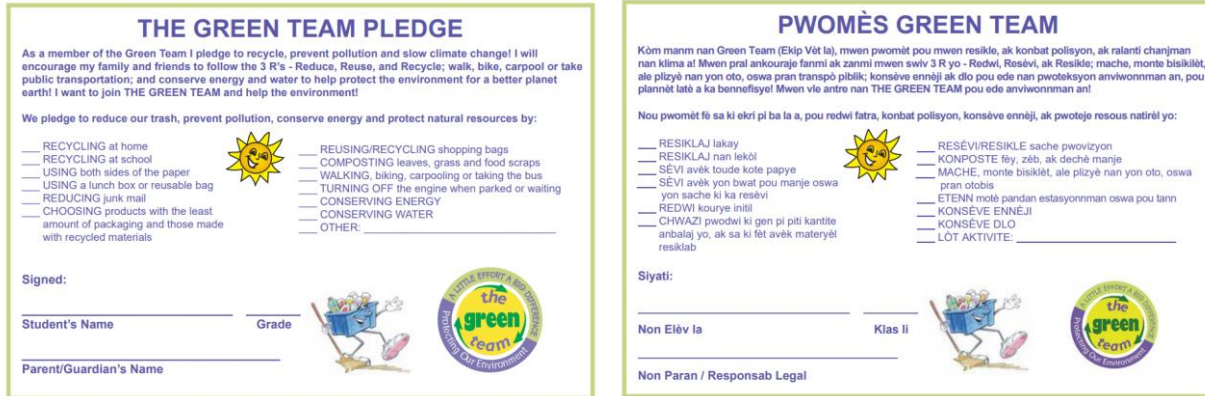 THE GREEN TEAM PLEDGE
As a member of the Green Team I pledge to recycle, prevent pollution and slow climate change! I will
encourage my family and friends to follow the 3 R's - Reduce, Reuse, and Recycle; walk, bike, carpool or take
public transportation; and conserve energy and water to help protect the environment for a better planet
earth! I want to join THE GREEN TEAM and help the environment!
We pledge to reduce our trash, prevent pollution, conserve energy and protect natural resources by:
___ RECYCLING at home
___ RECYCLING at school
___ USING both sides of the paper
___ USING a lunch box or reusable bag
___ REDUCING junk mail
___ CHOOSING products with the least
amount of packaging and those made
with recycled materials
___ REUSING/RECYCLING shopping bags
___ COMPOSTING leaves, grass and food scraps
___ WALKING, biking, carpooling or taking the bus
___ TURNING OFF the engine when parked or waiting
___ CONSERVING ENERGY
___ CONSERVING WATER
___ OTHER: ______________________________
Signed:
Student's Name Grade
Parent/Guardian's Name
A LITTLE EFFORT A BIG DIFFERENCE
the
green
team
Protecting Our Environment
PWOMÈS GREEN TEAM
Kòm manm nan Green Team (Ekip Vèt la), mwen pwomèt pou mwen resikle, ak konbat polisyon, ak ralanti chanjman
nan klima a! Mwen pral ankouraje fanmi ak zanmi mwen swiv 3 R yo - Redwi, Resèvi, ak Resikle; mache, monte bisikilèt,
ale plizyè nan yon oto, oswa pran transpò piblik; konsève ennèji ak dlo pou ede nan pwoteksyon anviwonnman an, pou
plannèt latè a ka bennefisye! Mwen vle antre nan THE GREEN TEAM pou ede anviwonnman an!
Nou pwomèt fè sa ki ekri pi ba la a, pou redwi fatra, konbat polisyon, konsève ennèji, ak pwoteje resous natirèl yo:
___ RESIKLAJ lakay
___ RESIKLAJ nan lekòl
___ SÈVI avèk toude kote papye
___ SÈVI avèk yon bwat pou manje oswa
yon sache ki ka resèvi
___ REDWI kourye initil
___ CHWAZI pwodwi ki gen pi piti kantite
anbalaj yo, ak sa ki fèt avèk materyèl
resiklab
___ RESÈVI/RESIKLE sache pwovizyon
___ KONPOSTE fèy, zèb, ak dechè manje
___ MACHE, monte bisiklèt, ale plizyè nan yon oto, oswa
pran otobis
___ ETENN motè pandan estasyonnman oswa pou tann
___ KONSÈVE ENNÈJI
___ KONSÈVE DLO
___ LÒT AKTIVITE: ______________________________
Siyati:
Non Elèv la Klas li
Non Paran / Responsab Legal
A LITTLE EFFORT A BIG DIFFERENCE
the
green
team
Protecting Our Environment